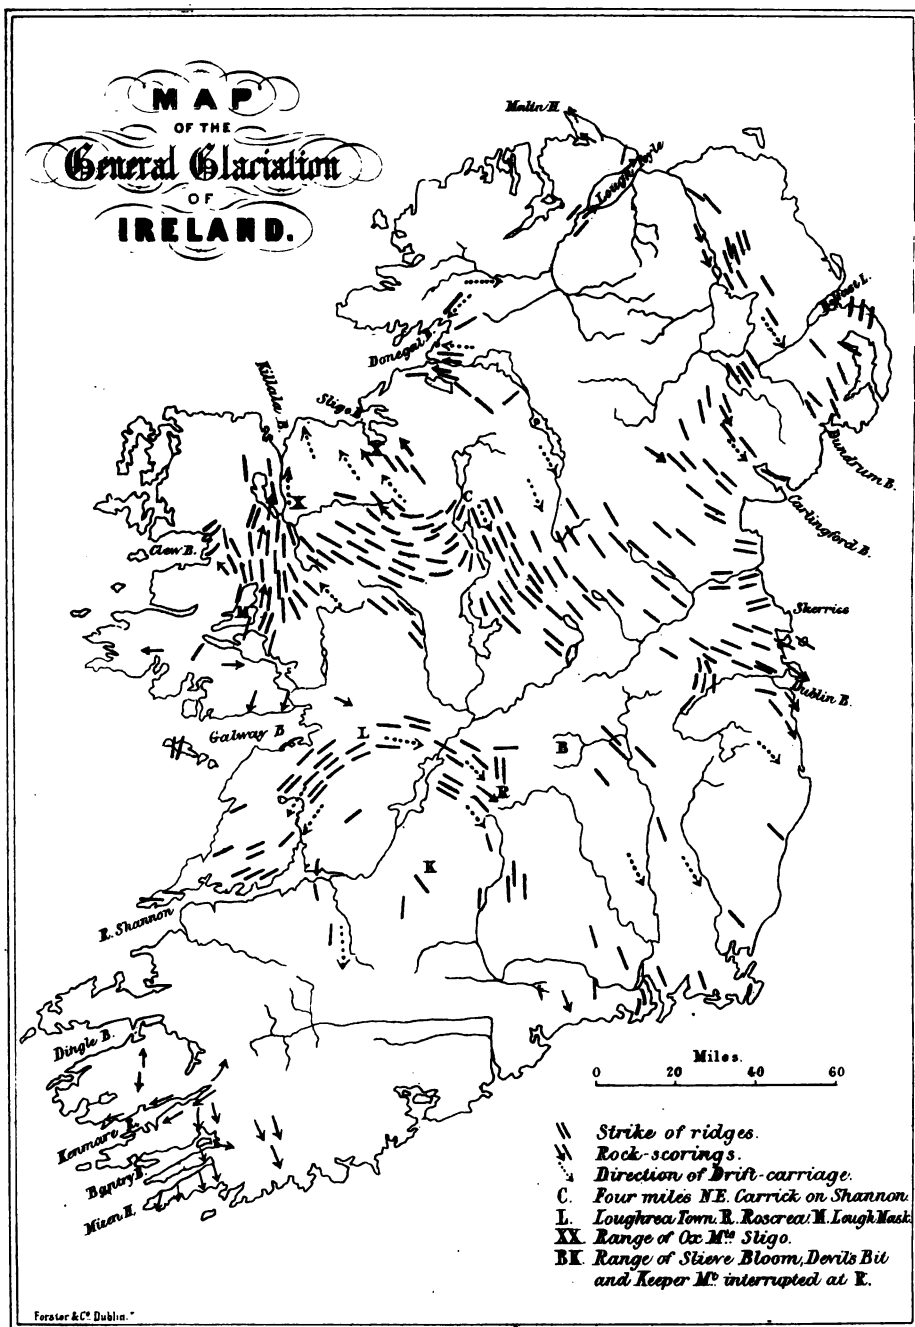 MAP
OF THE
General Glaciation
OF
IRELAND.
Malin H.
Lough Foyle
Belfast L.
Donegal B.
Killala B.
Sligo B.
Dundrum B.
X
C
Carlingford B.
Clew B.
M
Skerries
Dublin B.
Galway B
L
B
R
K
R. Shannon
Dingle B.
Kenmare R.
Bantry B.
Mizen H.
Miles.
0 20 40 60
Strike of ridges.
Rock-scorings.
Direction of Drift-carriage.
C. Four miles NE. Carrick on Shannon.
L. Loughrea Town. R. Roscrea. M. Lough Mask.
XX. Range of Ox Mts Sligo.
BK. Range of Slieve Bloom, Devil's Bit
and Keeper Mts interrupted at R.
Forster & Co. Dublin.